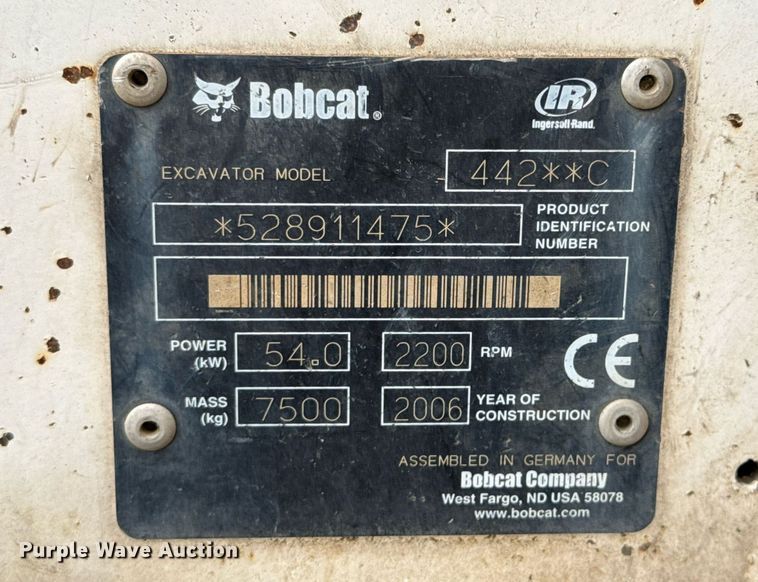 Bobcat®
IR
Ingersoll-Rand.
EXCAVATOR MODEL 442**C
*528911475* PRODUCT IDENTIFICATION NUMBER
POWER (kW) 54.0 2200 RPM
MASS (kg) 7500 2006 YEAR OF CONSTRUCTION
CE
ASSEMBLED IN GERMANY FOR
Bobcat Company
West Fargo, ND USA 58078
www.bobcat.com
Purple Wave Auction